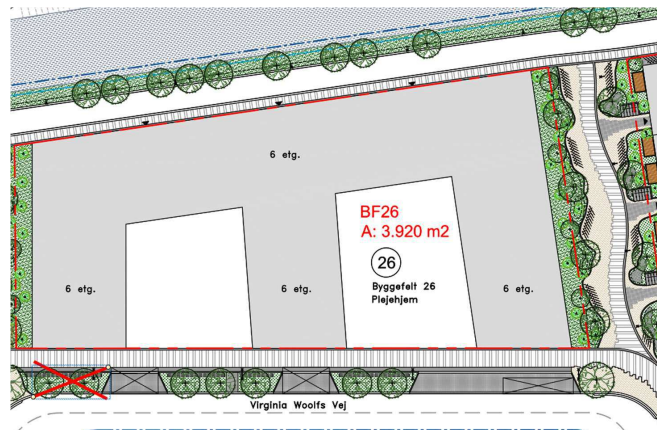 6 etg.
BF26
A: 3.920 m2
26
Byggefelt 26
Plejehjem
6 etg.
6 etg.
6 etg.
Virginia Woolfs Vej